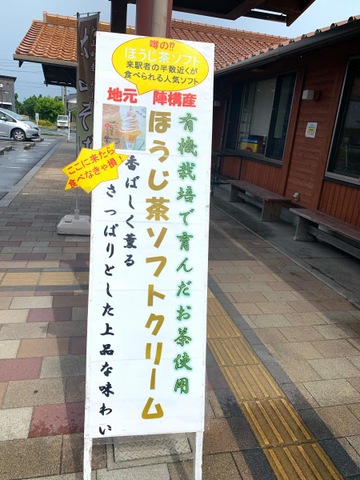 噂の!!
ほうじ茶ソフト
来駅者の半数近くが
食べられる人気ソフト
地元 陣構産
有機栽培で育んだお茶使用
ほうじ茶ソフトクリーム
香ばしく薫る
さっぱりとした上品な味わい
ここに来たら
食べなきゃ損!